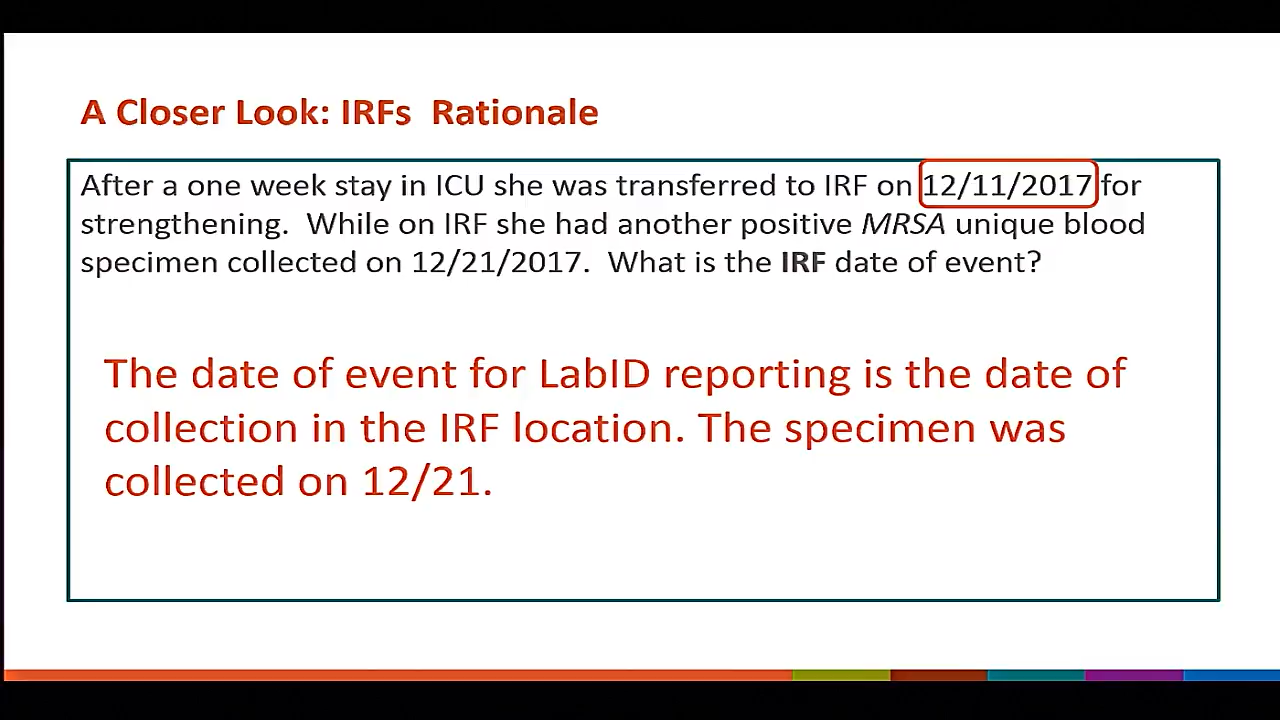 A Closer Look: IRFs Rationale
After a one week stay in ICU she was transferred to IRF on 12/11/2017 for
strengthening. While on IRF she had another positive MRSA unique blood
specimen collected on 12/21/2017. What is the IRF date of event?
The date of event for LabID reporting is the date of
collection in the IRF location. The specimen was
collected on 12/21.